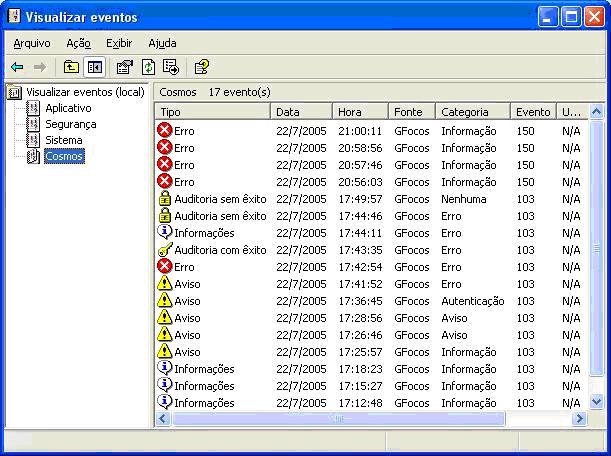 Visualizar eventos
Arquivo Ação Exibir Ajuda
Visualizar eventos (local)
Aplicativo
Segurança
Sistema
Cosmos
Cosmos 17 evento(s)
Tipo Data Hora Fonte Categoria Evento U...
Erro 22/7/2005 21:00:11 GFocos Informação 150 N/A
Erro 22/7/2005 20:58:56 GFocos Informação 150 N/A
Erro 22/7/2005 20:57:46 GFocos Informação 150 N/A
Erro 22/7/2005 20:56:03 GFocos Informação 150 N/A
Auditoria sem êxito 22/7/2005 17:49:57 GFocos Nenhuma 103 N/A
Auditoria sem êxito 22/7/2005 17:44:46 GFocos Erro 103 N/A
Informações 22/7/2005 17:44:11 GFocos Erro 103 N/A
Auditoria com êxito 22/7/2005 17:43:35 GFocos Erro 103 N/A
Erro 22/7/2005 17:42:54 GFocos Erro 103 N/A
Aviso 22/7/2005 17:41:52 GFocos Erro 103 N/A
Aviso 22/7/2005 17:36:45 GFocos Autenticação 103 N/A
Aviso 22/7/2005 17:28:56 GFocos Aviso 103 N/A
Aviso 22/7/2005 17:26:46 GFocos Aviso 103 N/A
Aviso 22/7/2005 17:25:57 GFocos Informação 103 N/A
Informações 22/7/2005 17:18:23 GFocos Informação 103 N/A
Informações 22/7/2005 17:15:27 GFocos Informação 103 N/A
Informações 22/7/2005 17:12:48 GFocos Informação 103 N/A